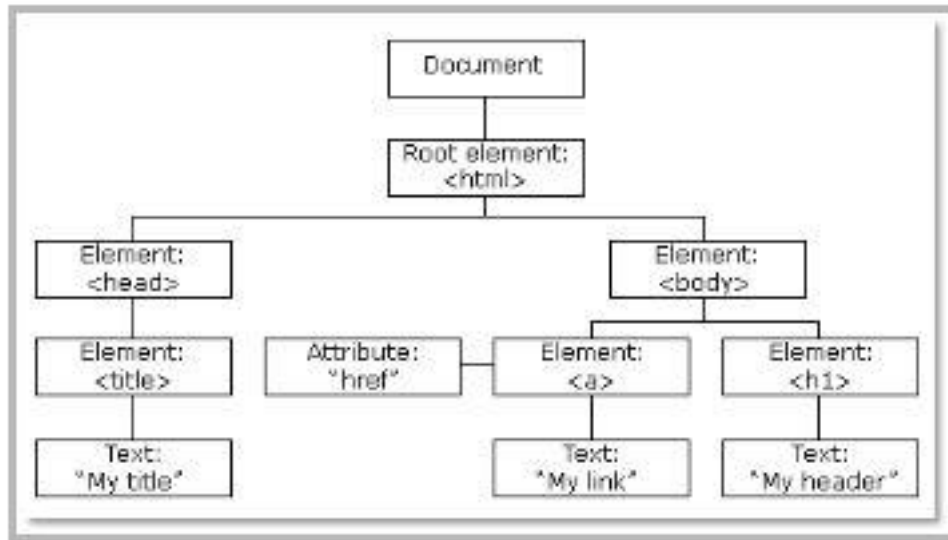 Document
Root element:
<html>
Element:
<head>
Element:
<body>
Element:
<title>
Attribute:
"href"
Element:
<a>
Element:
<h1>
Text:
"My title"
Text:
"My link"
Text:
"My header"